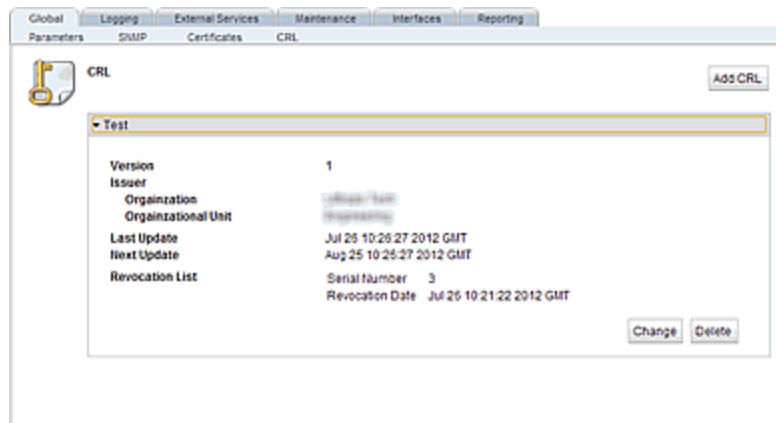 Global Logging External Services Maintenance Interfaces Reporting
Parameters SNMP Certificates CRL
CRL
Add CRL
Test
Version 1
Issuer
Orgainzation
Orgainzational Unit
Last Update Jul 26 10:26:27 2012 GMT
Next Update Aug 25 10:26:27 2012 GMT
Revocation List Serial Number 3
Revocation Date Jul 26 10:21:22 2012 GMT
Change Delete